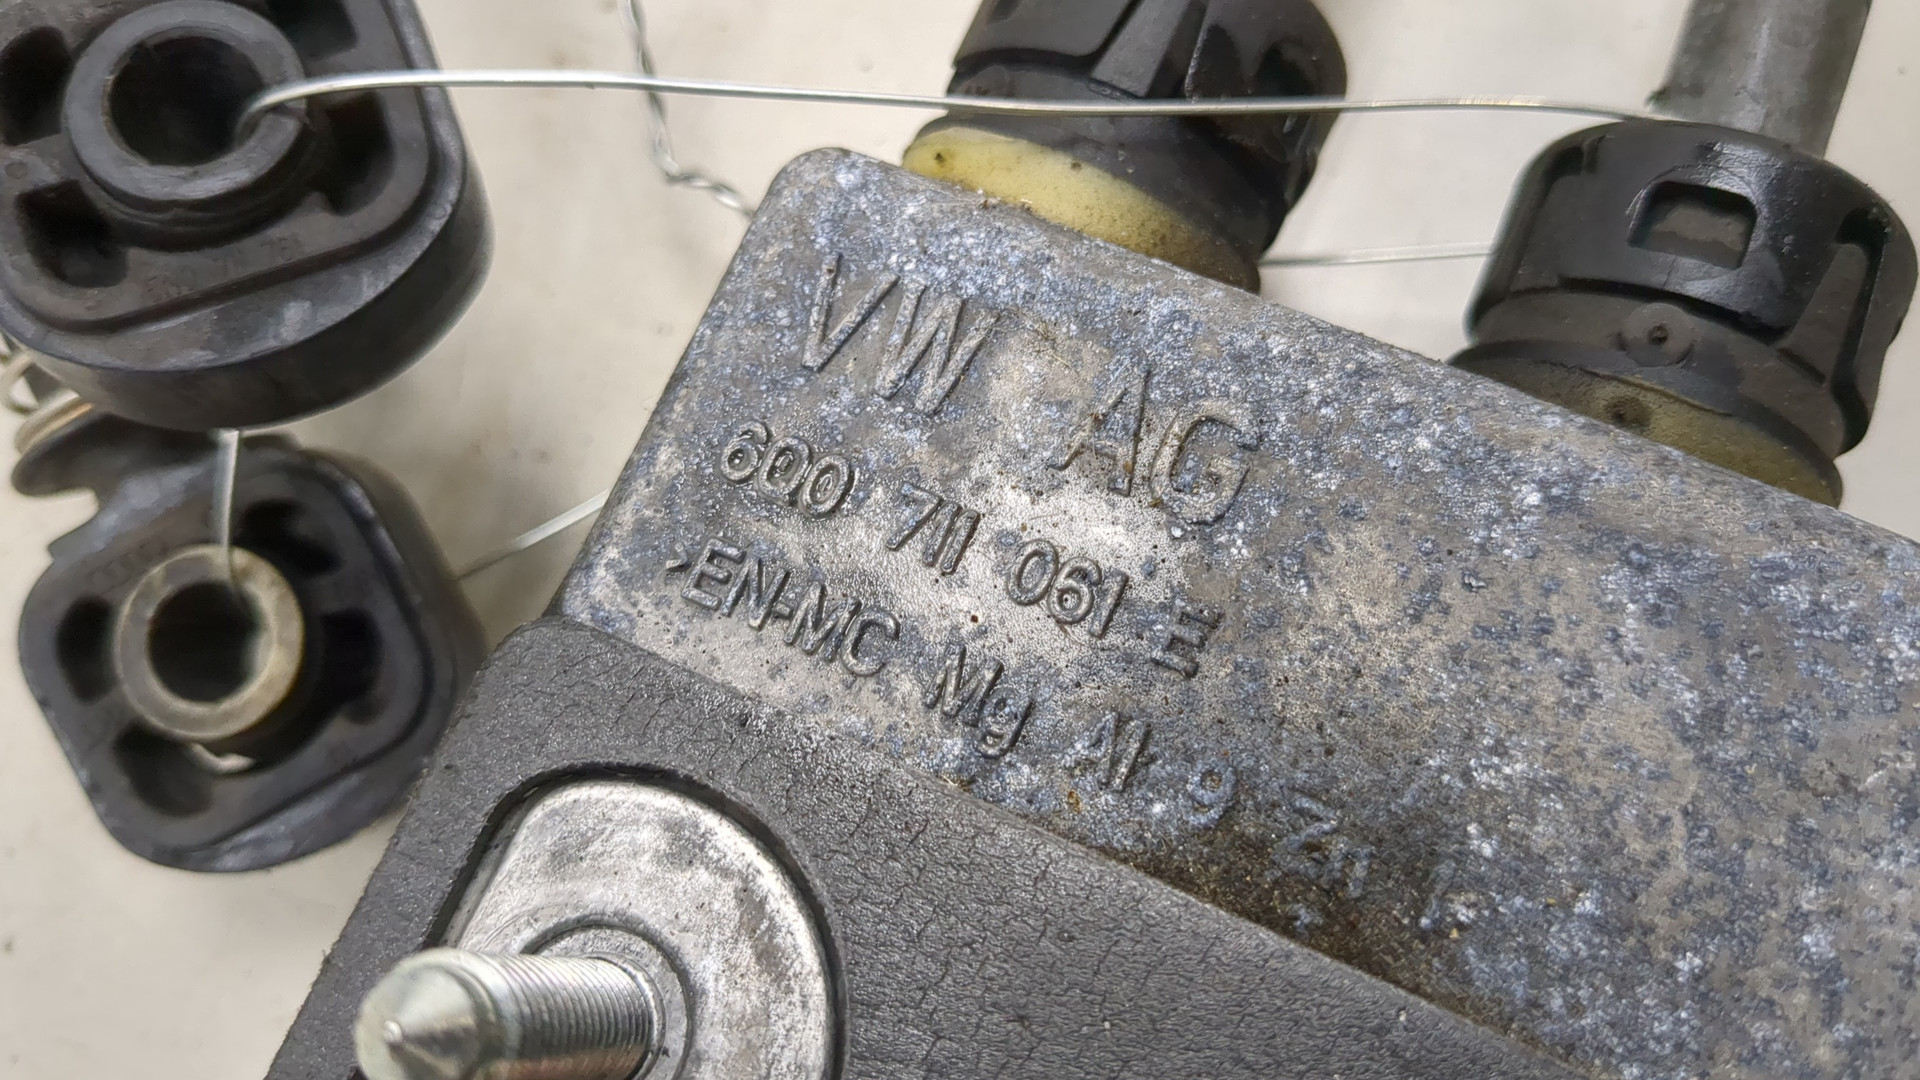 VW AG
6Q0 711 061 E
>EN-MC Mg Al 9 Zn 1